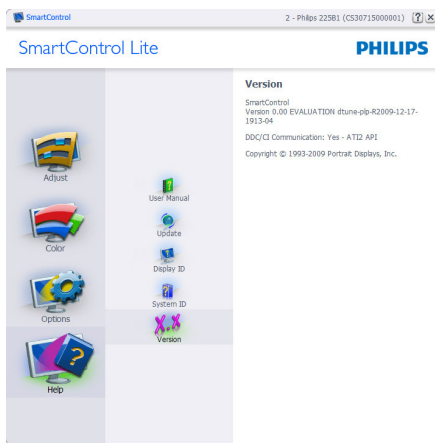 SmartControl
2 - Philips 225B1 (CS30715000001)
SmartControl Lite
PHILIPS
Adjust
Color
Options
Help
User Manual
Update
Display ID
System ID
X.X
Version
Version
SmartControl
Version 0.00 EVALUATION dtune-plp-R2009-12-17-
1913-04
DDC/CI Communication: Yes - ATI2 API
Copyright © 1993-2009 Portrait Displays, Inc.